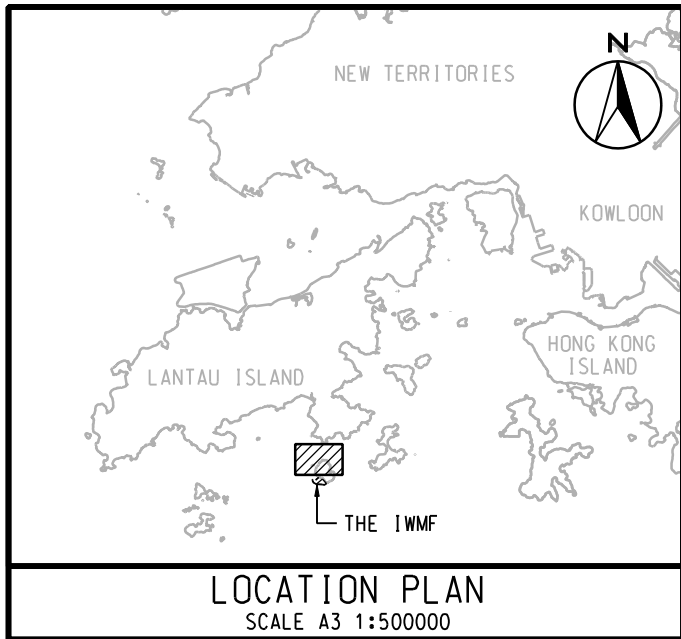 N
NEW TERRITORIES
KOWLOON
HONG KONG
ISLAND
LANTAU ISLAND
THE IWMF
LOCATION PLAN
SCALE A3 1:500000